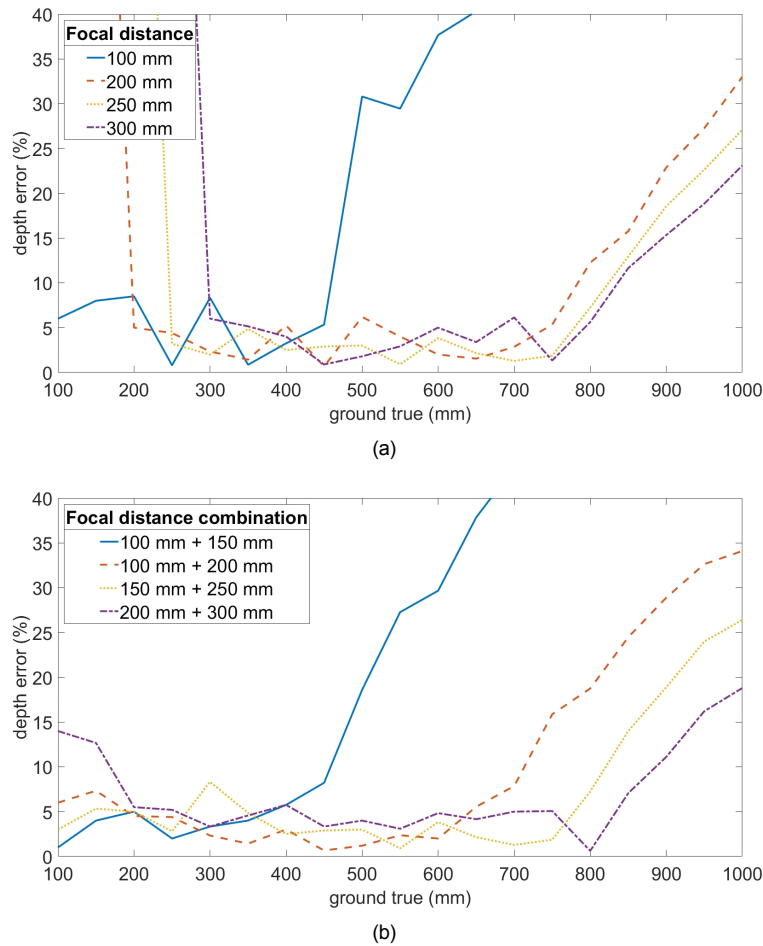 40
35
30
25
20
15
10
5
0
depth error (%)
Focal distance
100 mm
200 mm
250 mm
300 mm
100 200 300 400 500 600 700 800 900 1000
ground true (mm)
(a)
40
35
30
25
20
15
10
5
0
depth error (%)
Focal distance combination
100 mm + 150 mm
100 mm + 200 mm
150 mm + 250 mm
200 mm + 300 mm
100 200 300 400 500 600 700 800 900 1000
ground true (mm)
(b)